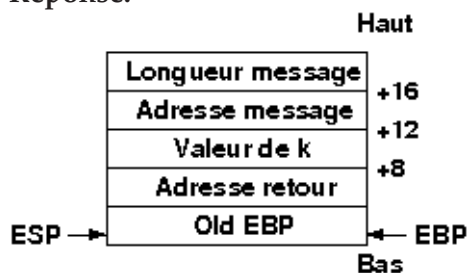 Réponse:
Haut
Longueur message
+16
Adresse message
+12
Valeur de k
+8
Adresse retour
ESP
Old EBP
EBP
Bas